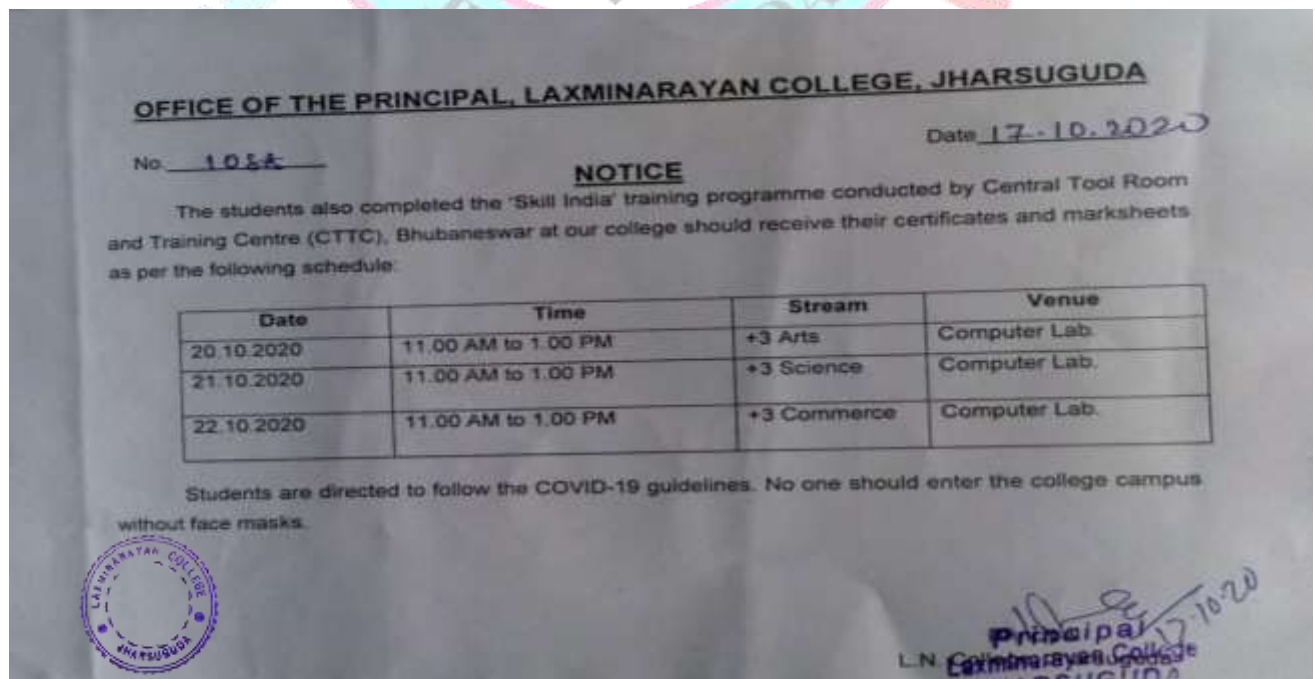 OFFICE OF THE PRINCIPAL, LAXMINARAYAN COLLEGE, JHARSUGUDA
No. Date 17.10.2020
NOTICE
The students also completed the 'Skill India' training programme conducted by Central Tool Room
and Training Centre (CTTC), Bhubaneswar at our college should receive their certificates and marksheets
as per the following schedule:
Date Time Stream Venue
20.10.2020 11.00 AM to 1.00 PM +3 Arts Computer Lab.
21.10.2020 11.00 AM to 1.00 PM +3 Science Computer Lab.
22.10.2020 11.00 AM to 1.00 PM +3 Commerce Computer Lab.
Students are directed to follow the COVID-19 guidelines. No one should enter the college campus
without face masks.
LAXMINARAYAN COLLEGE
JHARSUGUDA
17.10.20
Principal
L.N. Laxminarayan College